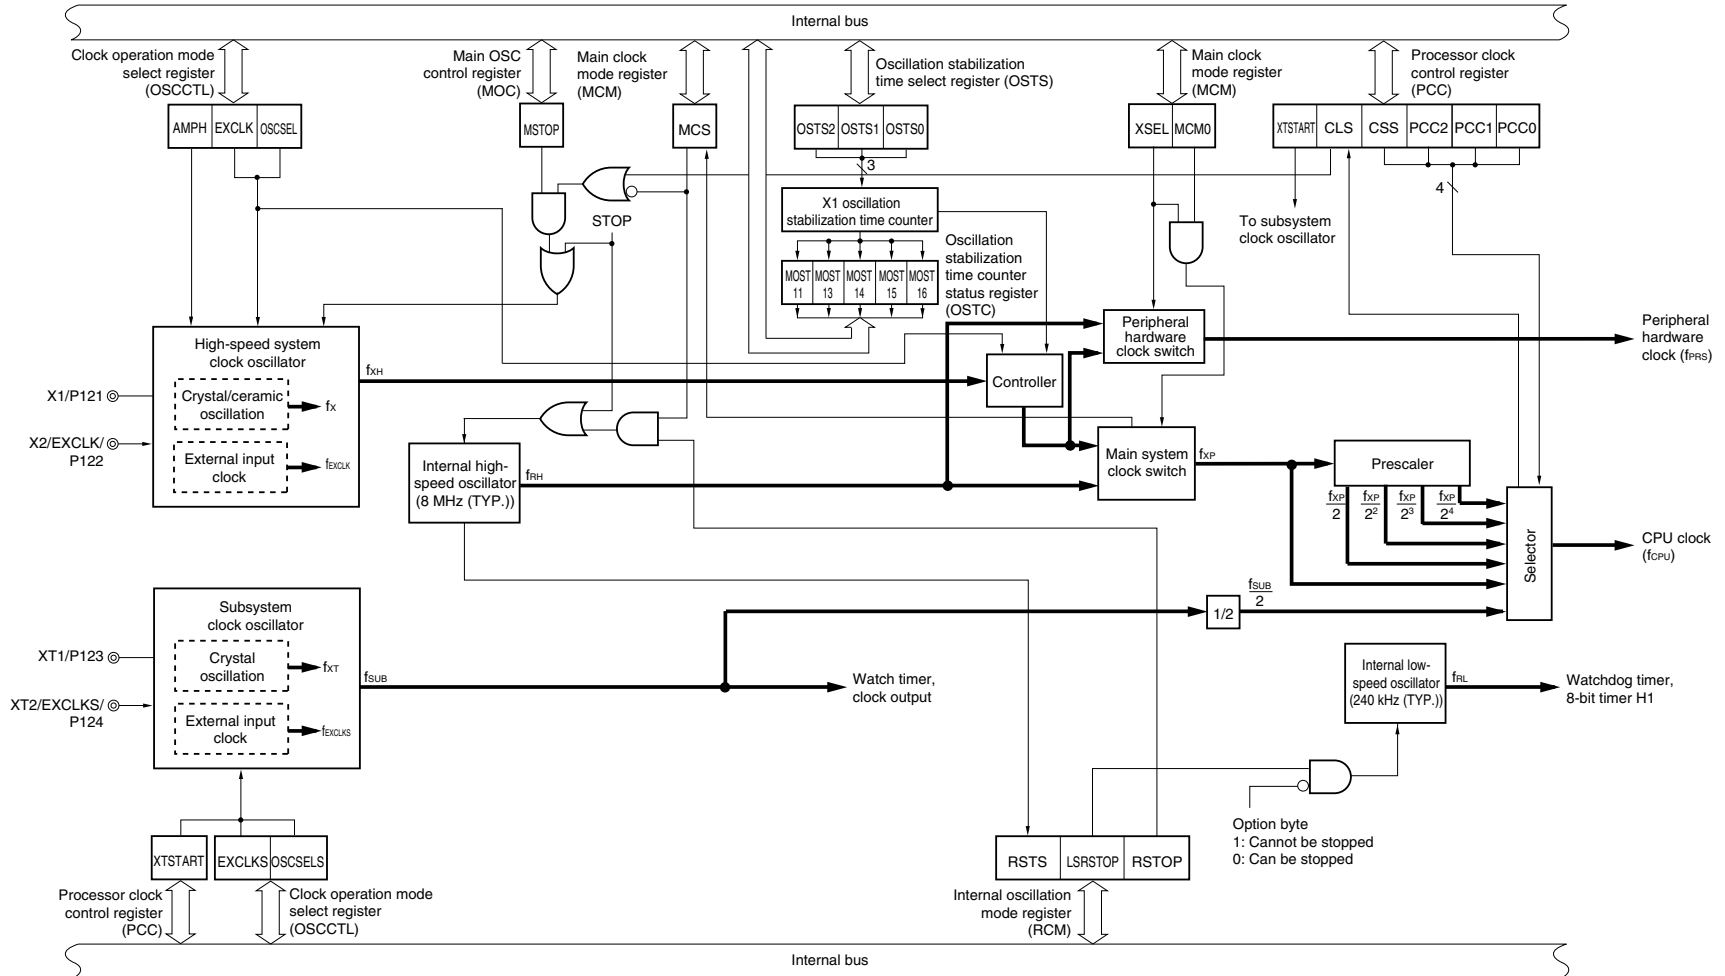 Internal bus
Clock operation mode
select register
(OSCCTL)
Main OSC
control register
(MOC)
Main clock
mode register
(MCM)
Oscillation stabilization
time select register (OSTS)
Main clock
mode register
(MCM)
Processor clock
control register
(PCC)
AMPH EXCLK OSCSEL
MSTOP
MCS
OSTS2 OSTS1 OSTS0
XSEL MCM0
XTSTART CLS CSS PCC2 PCC1 PCC0
3
4
STOP
X1 oscillation
stabilization time counter
To subsystem
clock oscillator
Oscillation
stabilization
time counter
status register
(OSTC)
MOST 11
MOST 13
MOST 14
MOST 15
MOST 16
High-speed system
clock oscillator
Crystal/ceramic
oscillation
fX
External input
clock
fEXCLK
X1/P121
X2/EXCLK/
P122
fXH
Controller
Peripheral
hardware
clock switch
Peripheral
hardware
clock (fPRS)
Internal high-
speed oscillator
(8 MHz (TYP.))
fRH
Main system
clock switch
fXP
Prescaler
fXP
2
fXP
2²
fXP
2³
fXP
2⁴
Selector
CPU clock
(fCPU)
fSUB
2
1/2
Subsystem
clock oscillator
Crystal
oscillation
fXT
External input
clock
fEXCLKS
XT1/P123
XT2/EXCLKS/
P124
fSUB
Watch timer,
clock output
Internal low-
speed oscillator
(240 kHz (TYP.))
fRL
Watchdog timer,
8-bit timer H1
Option byte
1: Cannot be stopped
0: Can be stopped
XTSTART
EXCLKS OSCSELS
RSTS LSRSTOP RSTOP
Processor clock
control register
(PCC)
Clock operation mode
select register
(OSCCTL)
Internal oscillation
mode register
(RCM)
Internal bus